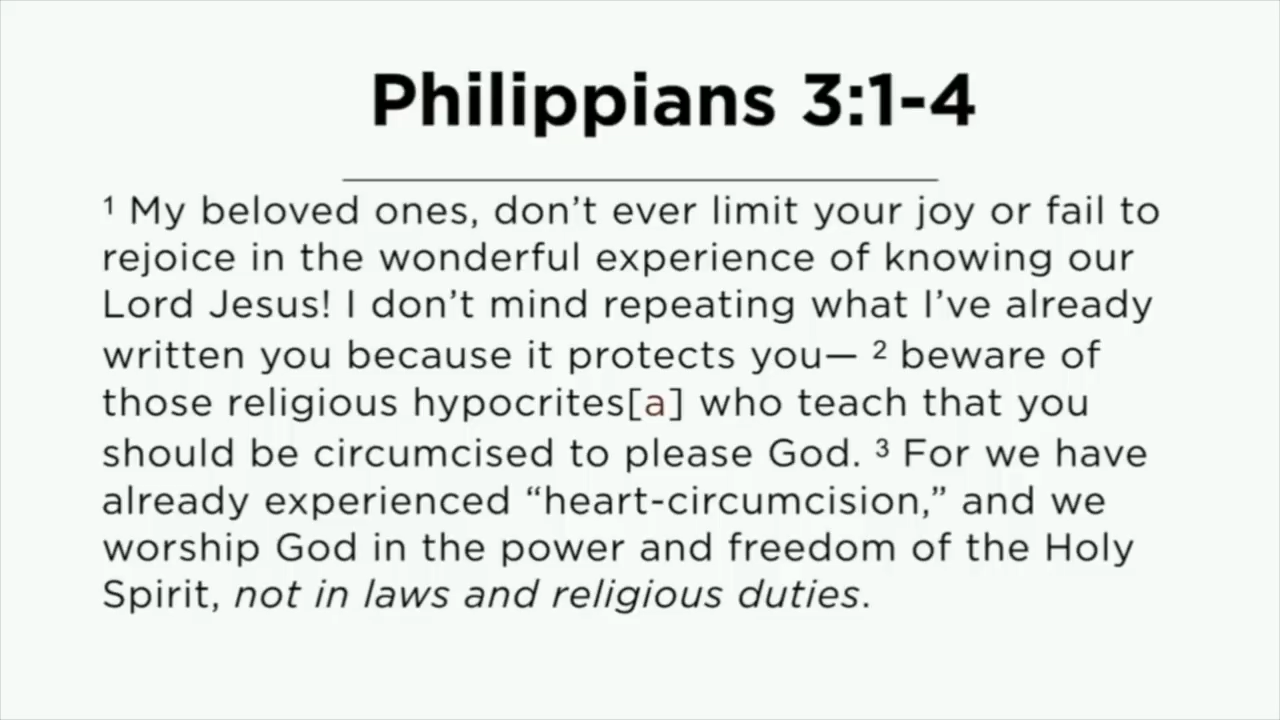 Philippians 3:1-4
¹ My beloved ones, don’t ever limit your joy or fail to
rejoice in the wonderful experience of knowing our
Lord Jesus! I don’t mind repeating what I’ve already
written you because it protects you— ² beware of
those religious hypocrites[a] who teach that you
should be circumcised to please God. ³ For we have
already experienced “heart-circumcision,” and we
worship God in the power and freedom of the Holy
Spirit, not in laws and religious duties.